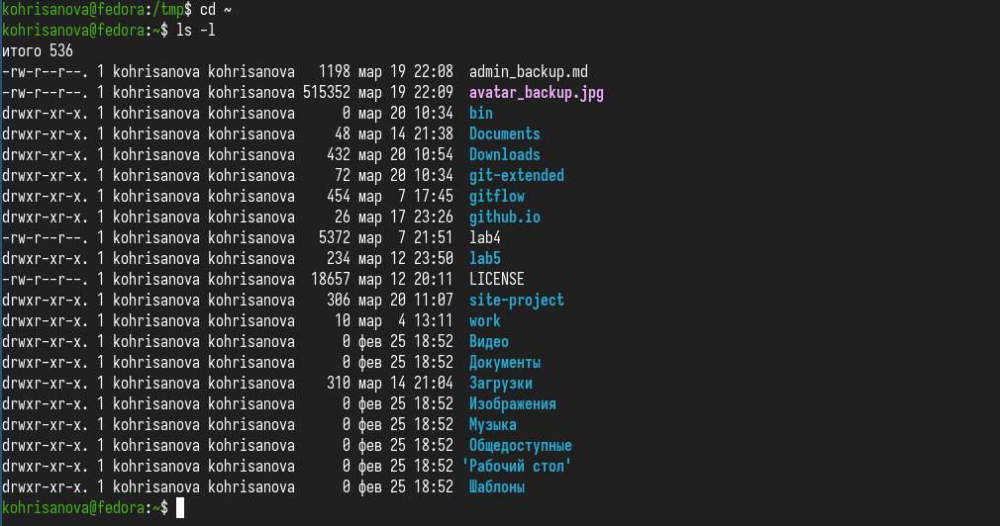 kohrisanova@fedora:/tmp$ cd ~
kohrisanova@fedora:~$ ls -l
итого 536
-rw-r--r--. 1 kohrisanova kohrisanova   1198 мар 19 22:08  admin_backup.md
-rw-r--r--. 1 kohrisanova kohrisanova 515352 мар 19 22:09  avatar_backup.jpg
drwxr-xr-x. 1 kohrisanova kohrisanova      0 мар 20 10:34  bin
drwxr-xr-x. 1 kohrisanova kohrisanova     48 мар 14 21:38  Documents
drwxr-xr-x. 1 kohrisanova kohrisanova    432 мар 20 10:54  Downloads
drwxr-xr-x. 1 kohrisanova kohrisanova     72 мар 20 10:34  git-extended
drwxr-xr-x. 1 kohrisanova kohrisanova    454 мар  7 17:45  gitflow
drwxr-xr-x. 1 kohrisanova kohrisanova     26 мар 17 23:26  github.io
-rw-r--r--. 1 kohrisanova kohrisanova   5372 мар  7 21:51  lab4
drwxr-xr-x. 1 kohrisanova kohrisanova    234 мар 12 23:50  lab5
-rw-r--r--. 1 kohrisanova kohrisanova  18657 мар 12 20:11  LICENSE
drwxr-xr-x. 1 kohrisanova kohrisanova    306 мар 20 11:07  site-project
drwxr-xr-x. 1 kohrisanova kohrisanova     10 мар  4 13:11  work
drwxr-xr-x. 1 kohrisanova kohrisanova      0 фев 25 18:52  Видео
drwxr-xr-x. 1 kohrisanova kohrisanova      0 фев 25 18:52  Документы
drwxr-xr-x. 1 kohrisanova kohrisanova    310 мар 14 21:04  Загрузки
drwxr-xr-x. 1 kohrisanova kohrisanova      0 фев 25 18:52  Изображения
drwxr-xr-x. 1 kohrisanova kohrisanova      0 фев 25 18:52  Музыка
drwxr-xr-x. 1 kohrisanova kohrisanova      0 фев 25 18:52  Общедоступные
drwxr-xr-x. 1 kohrisanova kohrisanova      0 фев 25 18:52 'Рабочий стол'
drwxr-xr-x. 1 kohrisanova kohrisanova      0 фев 25 18:52  Шаблоны
kohrisanova@fedora:~$